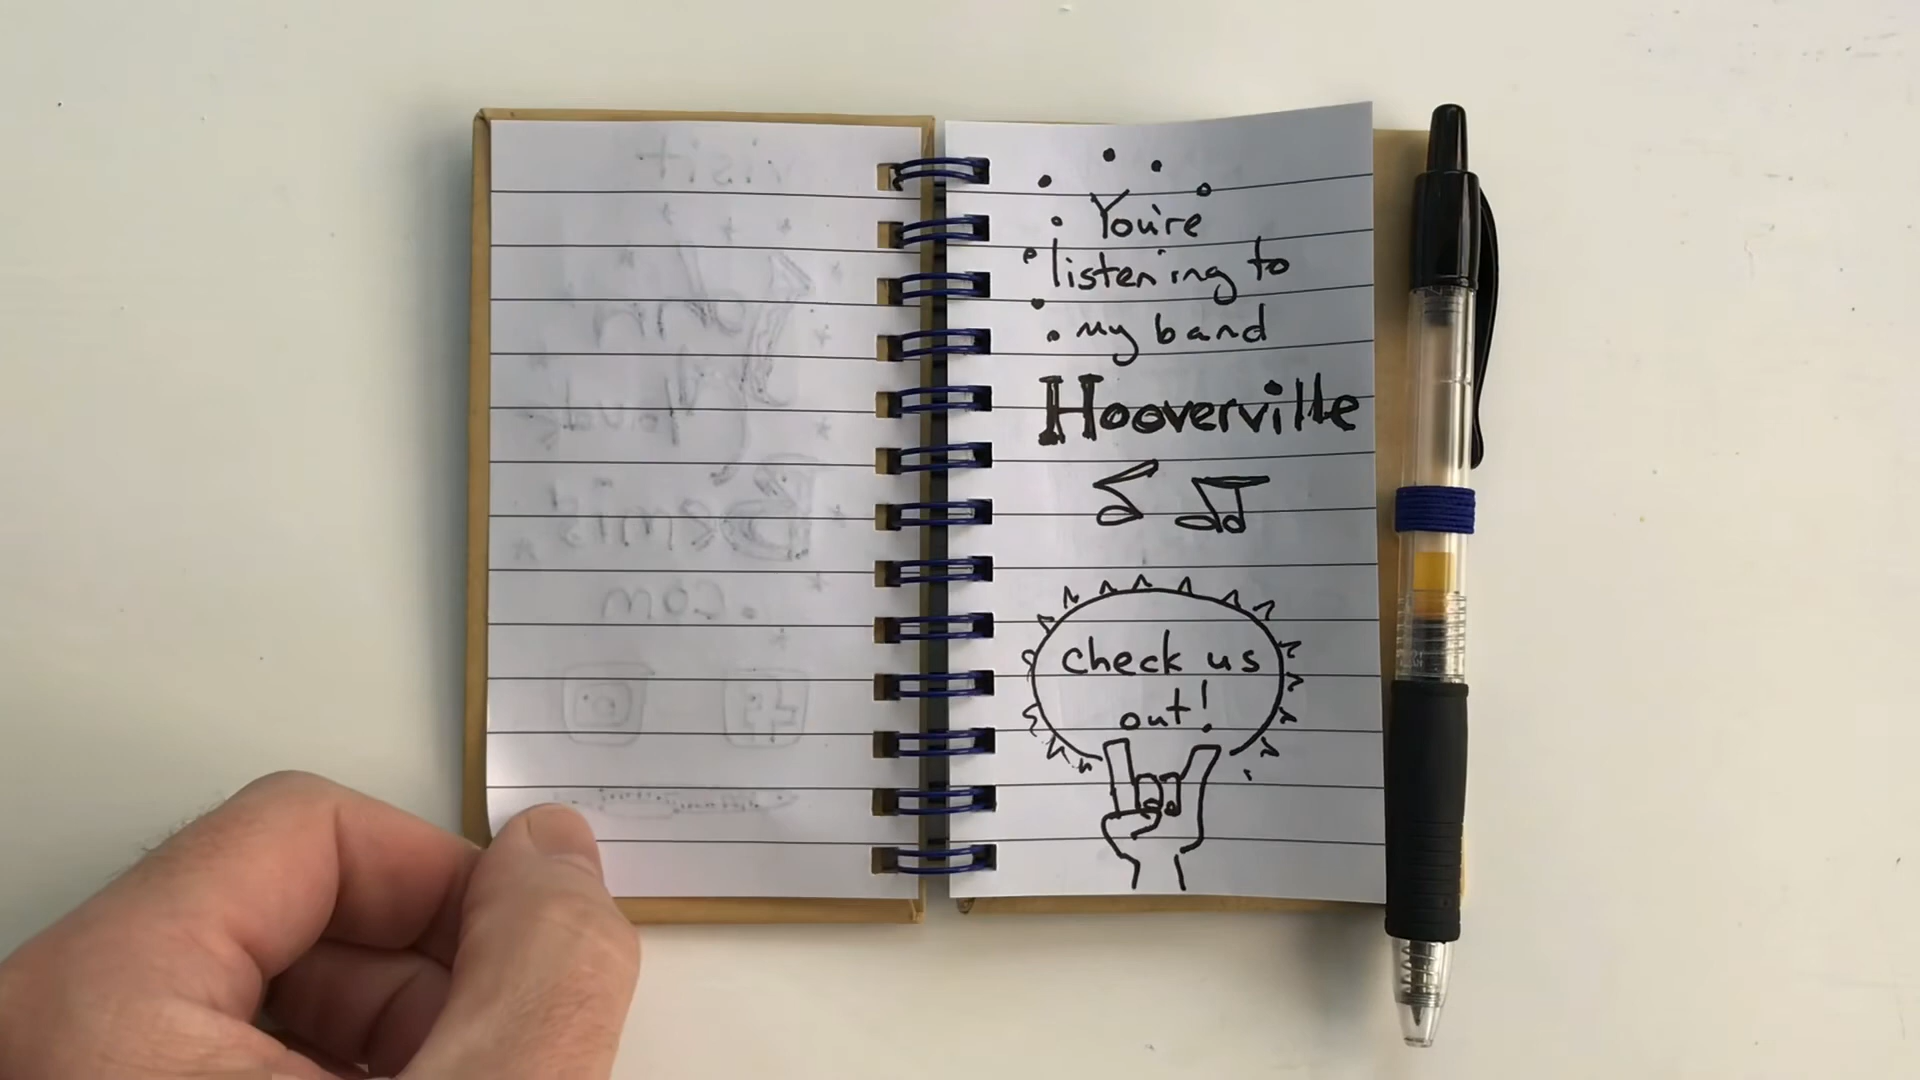 You're
listening to
my band
Hooverville
check us
out!